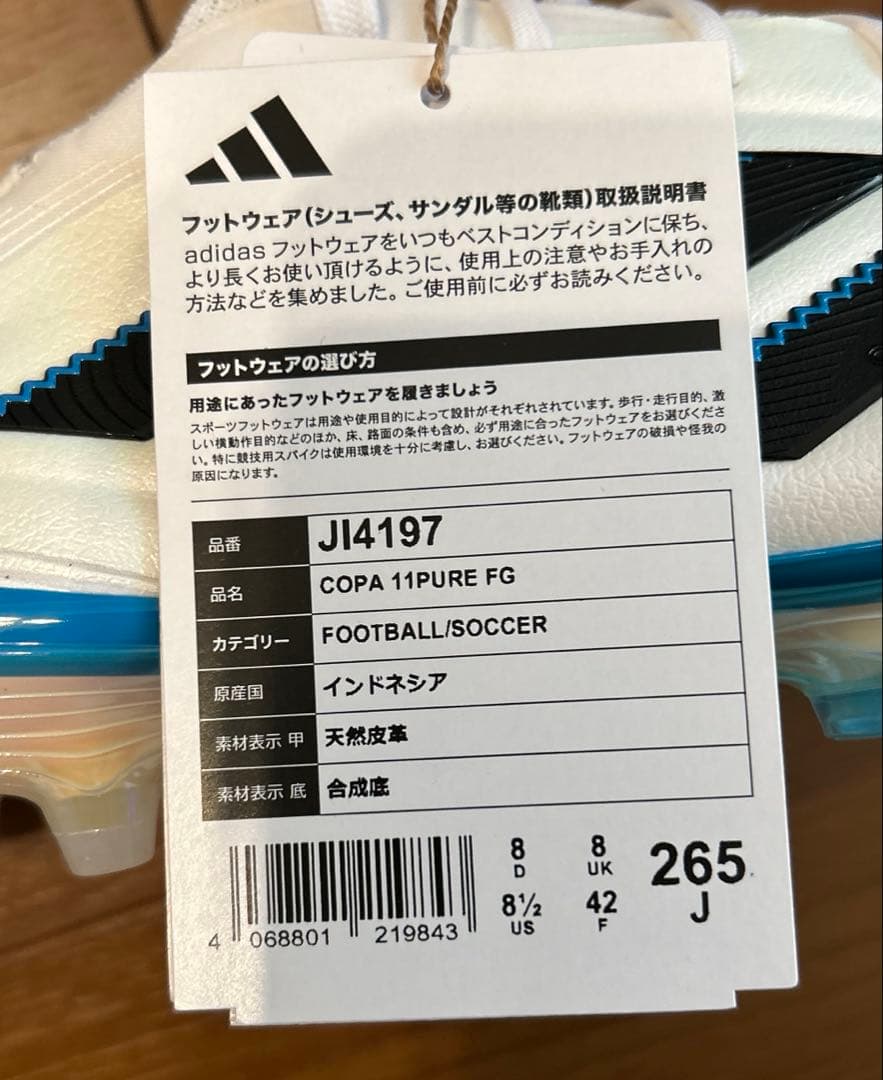 フットウェア(シューズ、サンダル等の靴類)取扱説明書
adidas フットウェアをいつもベストコンディションに保ち、
より長くお使い頂けるように、使用上の注意やお手入れの
方法などを集めました。ご使用前に必ずお読みください。
フットウェアの選び方
用途にあったフットウェアを履きましょう
スポーツフットウェアは用途や使用目的によって設計がそれぞれされています。歩行・走行目的、激
しい横動作目的などのほか、床、路面の条件も含め、必ず用途に合ったフットウェアをお選びくださ
い。特に競技用スパイクは使用環境を十分に考慮し、お選びください。フットウェアの破損や怪我の
原因になります。
品番 JI4197
品名 COPA 11PURE FG
カテゴリー FOOTBALL/SOCCER
原産国 インドネシア
素材表示 甲 天然皮革
素材表示 底 合成底
8 8 265
D UK J
8½ 42
US F
4 068801 219843